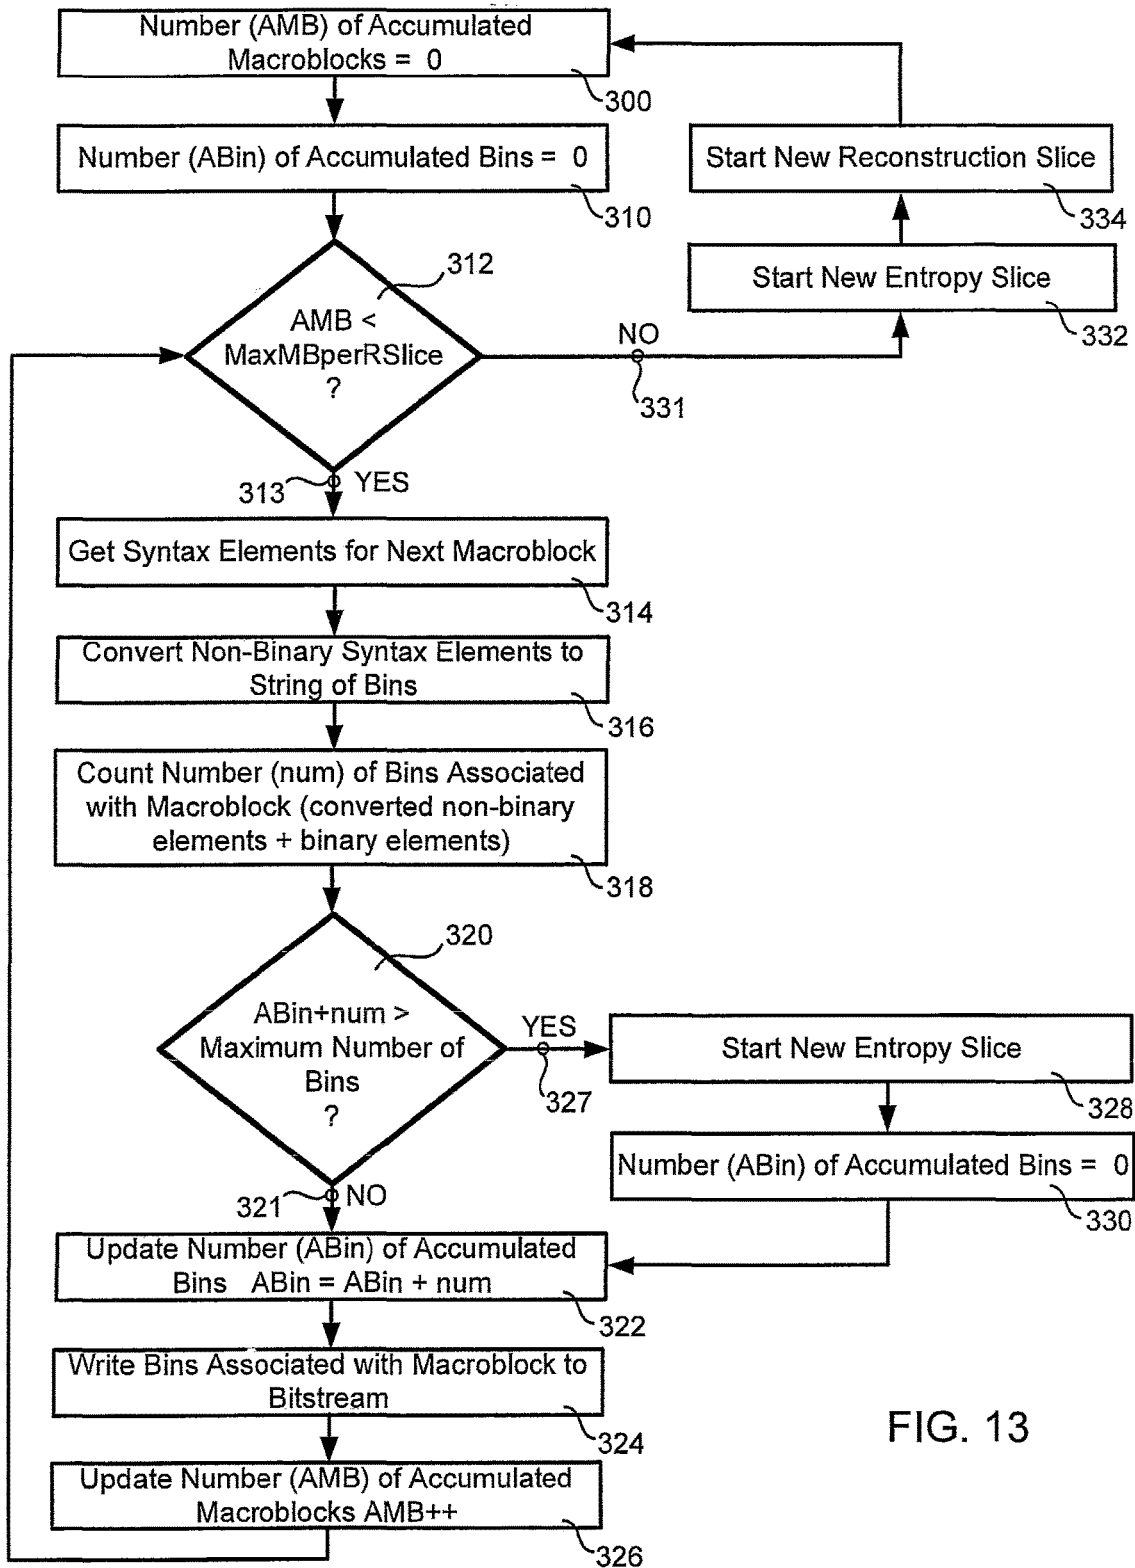 Number (AMB) of Accumulated
Macroblocks = 0
300
Number (ABin) of Accumulated Bins = 0
310
Start New Reconstruction Slice
334
Start New Entropy Slice
332
312
AMB <
MaxMBperRSlice
?
NO
331
313
YES
Get Syntax Elements for Next Macroblock
314
Convert Non-Binary Syntax Elements to
String of Bins
316
Count Number (num) of Bins Associated
with Macroblock (converted non-binary
elements + binary elements)
318
320
ABin+num >
Maximum Number of
Bins
?
YES
327
Start New Entropy Slice
328
Number (ABin) of Accumulated Bins = 0
330
321
NO
Update Number (ABin) of Accumulated
Bins ABin = ABin + num
322
Write Bins Associated with Macroblock to
Bitstream
324
Update Number (AMB) of Accumulated
Macroblocks AMB++
326
FIG. 13